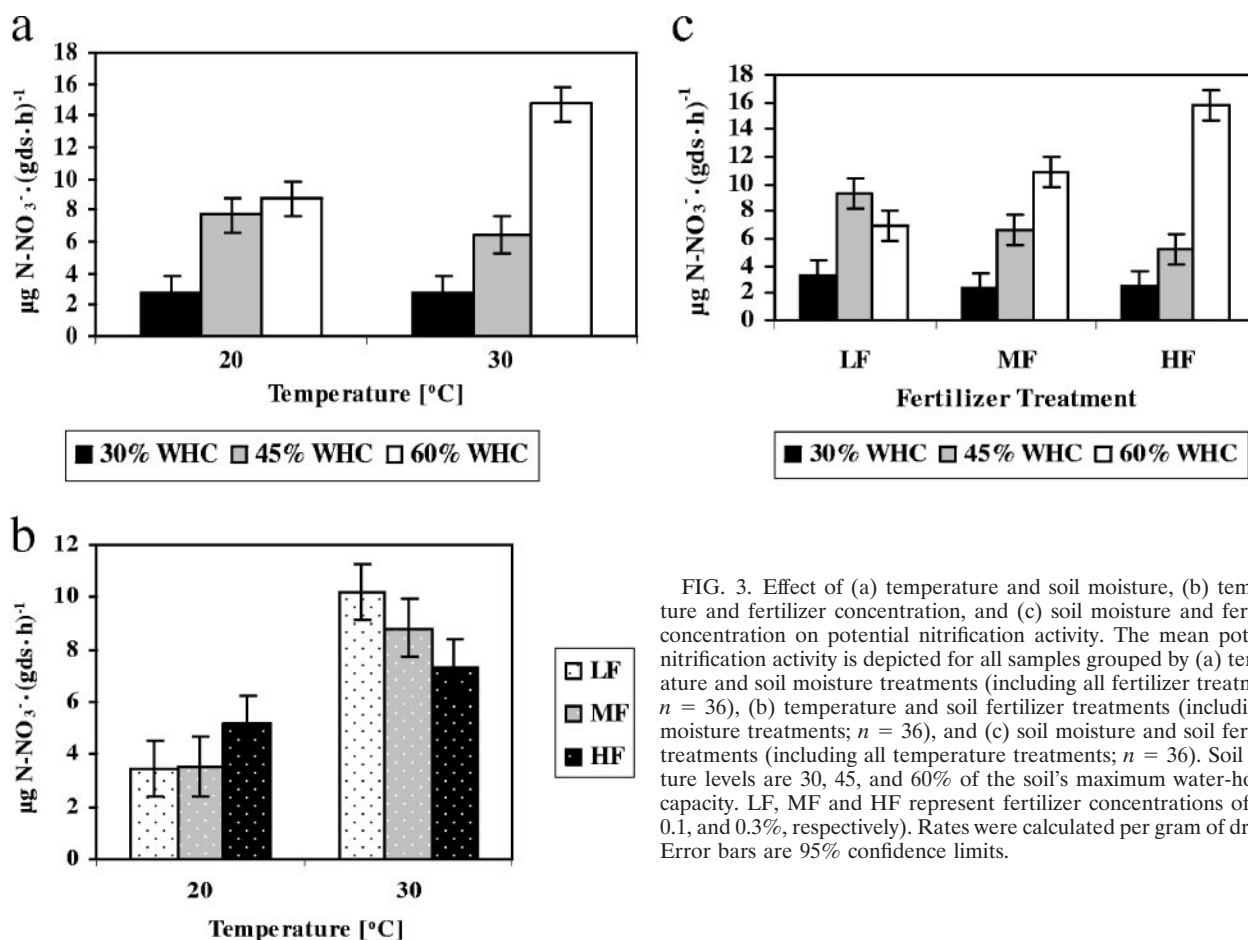 a
18
16
14
12
10
8
6
4
2
0
µg N-NO3-·(gds·h)-1
20
30
Temperature [°C]
30% WHC 45% WHC 60% WHC
c
18
16
14
12
10
8
6
4
2
0
µg N-NO3-·(gds·h)-1
LF
MF
HF
Fertilizer Treatment
30% WHC 45% WHC 60% WHC
b
12
10
8
6
4
2
0
µg N-NO3-·(gds·h)-1
20
30
Temperature [°C]
LF
MF
HF
FIG. 3. Effect of (a) temperature and soil moisture, (b) tem
ture and fertilizer concentration, and (c) soil moisture and fer
concentration on potential nitrification activity. The mean pot
nitrification activity is depicted for all samples grouped by (a) ter
ature and soil moisture treatments (including all fertilizer treatn
n = 36), (b) temperature and soil fertilizer treatments (includi
moisture treatments; n = 36), and (c) soil moisture and soil fer
treatments (including all temperature treatments; n = 36). Soil
ture levels are 30, 45, and 60% of the soil's maximum water-ho
capacity. LF, MF and HF represent fertilizer concentrations of
0.1, and 0.3%, respectively). Rates were calculated per gram of dr
Error bars are 95% confidence limits.